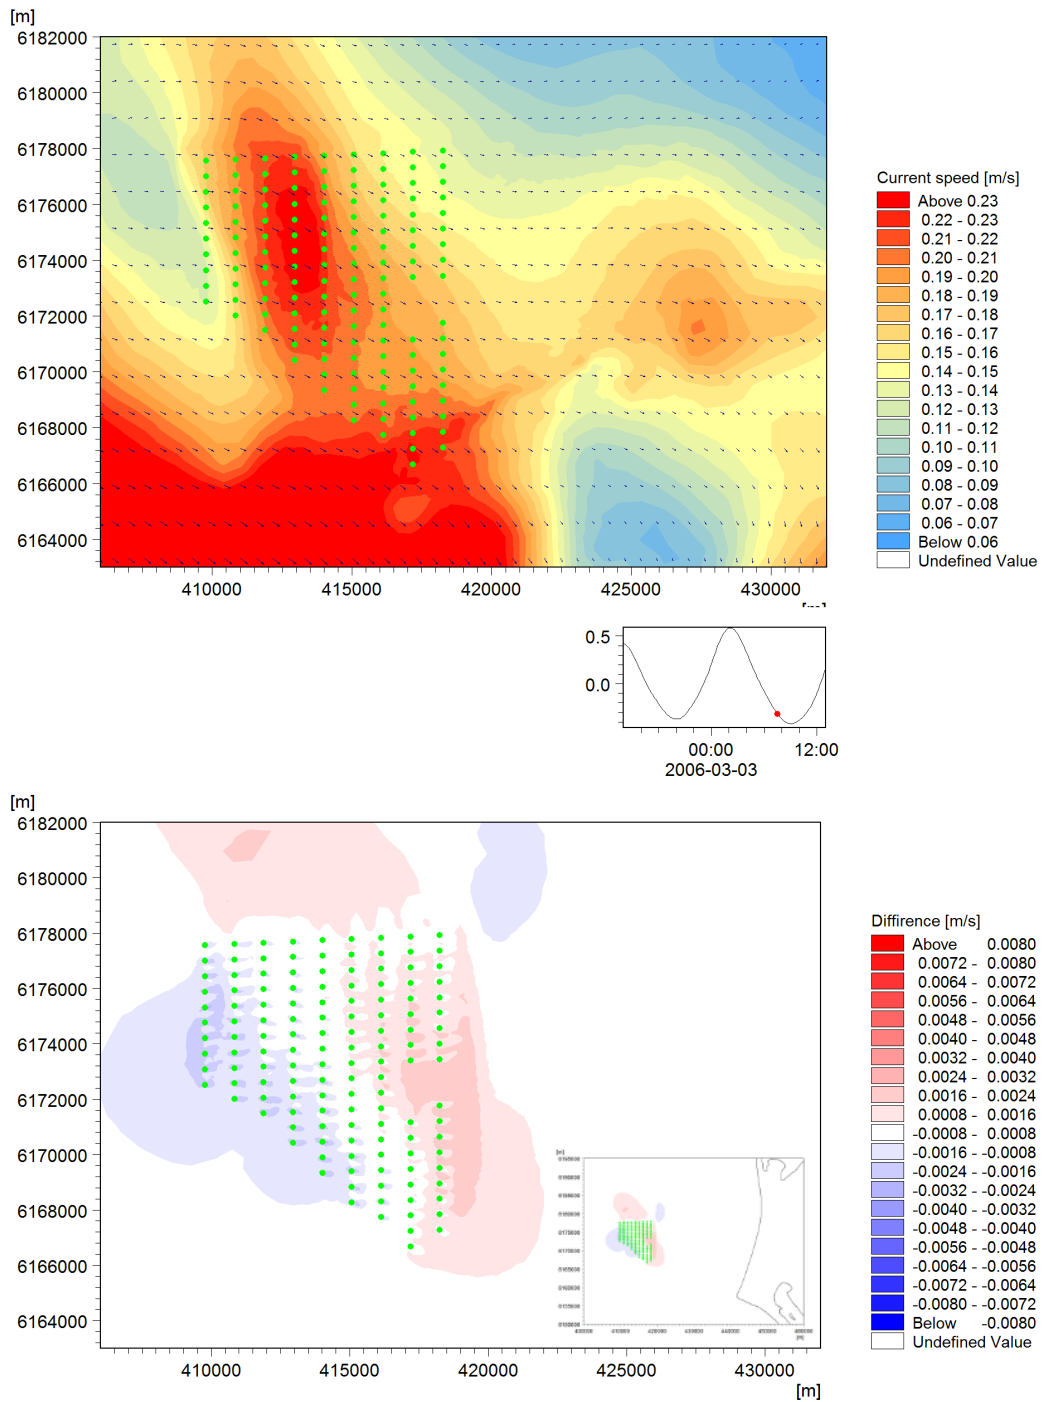 [m]
6182000
6180000
6178000
6176000
6174000
6172000
6170000
6168000
6166000
6164000
410000 415000 420000 425000 430000
Current speed [m/s]
Above 0.23
0.22 - 0.23
0.21 - 0.22
0.20 - 0.21
0.19 - 0.20
0.18 - 0.19
0.17 - 0.18
0.16 - 0.17
0.15 - 0.16
0.14 - 0.15
0.13 - 0.14
0.12 - 0.13
0.11 - 0.12
0.10 - 0.11
0.09 - 0.10
0.08 - 0.09
0.07 - 0.08
0.06 - 0.07
Below 0.06
Undefined Value
0.5
0.0
00:00 12:00
2006-03-03
[m]
6182000
6180000
6178000
6176000
6174000
6172000
6170000
6168000
6166000
6164000
410000 415000 420000 425000 430000
[m]
Diffirence [m/s]
Above 0.0080
0.0072 - 0.0080
0.0064 - 0.0072
0.0056 - 0.0064
0.0048 - 0.0056
0.0040 - 0.0048
0.0032 - 0.0040
0.0024 - 0.0032
0.0016 - 0.0024
0.0008 - 0.0016
-0.0008 - 0.0008
-0.0016 - -0.0008
-0.0024 - -0.0016
-0.0032 - -0.0024
-0.0040 - -0.0032
-0.0048 - -0.0040
-0.0056 - -0.0048
-0.0064 - -0.0056
-0.0072 - -0.0064
-0.0080 - -0.0072
Below -0.0080
Undefined Value